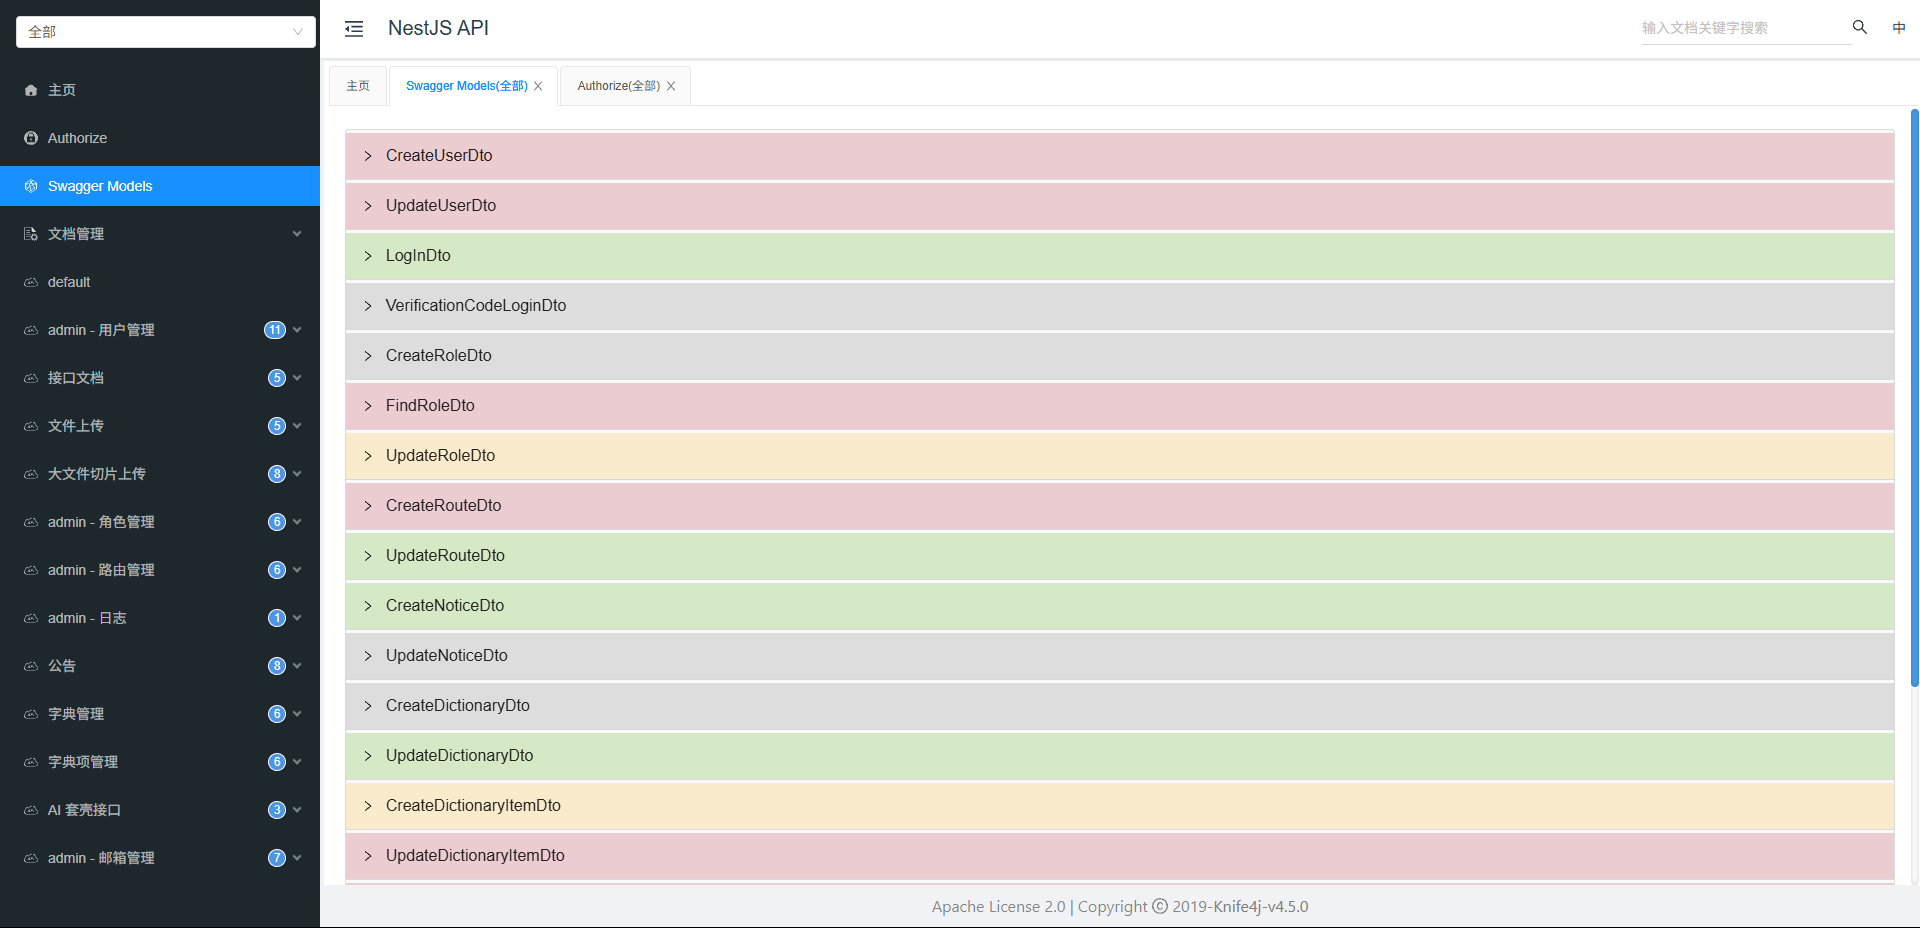 全部
主页
Authorize
Swagger Models
文档管理
default
admin - 用户管理 11
接口文档 5
文件上传 5
大文件切片上传 8
admin - 角色管理 6
admin - 路由管理 6
admin - 日志 1
公告 8
字典管理 6
字典项管理 6
AI 套壳接口 3
admin - 邮箱管理 7
NestJS API
输入文档关键字搜索
中
主页 Swagger Models(全部) Authorize(全部)
CreateUserDto
UpdateUserDto
LogInDto
VerificationCodeLoginDto
CreateRoleDto
FindRoleDto
UpdateRoleDto
CreateRouteDto
UpdateRouteDto
CreateNoticeDto
UpdateNoticeDto
CreateDictionaryDto
UpdateDictionaryDto
CreateDictionaryItemDto
UpdateDictionaryItemDto
Apache License 2.0 | Copyright © 2019-Knife4j-v4.5.0